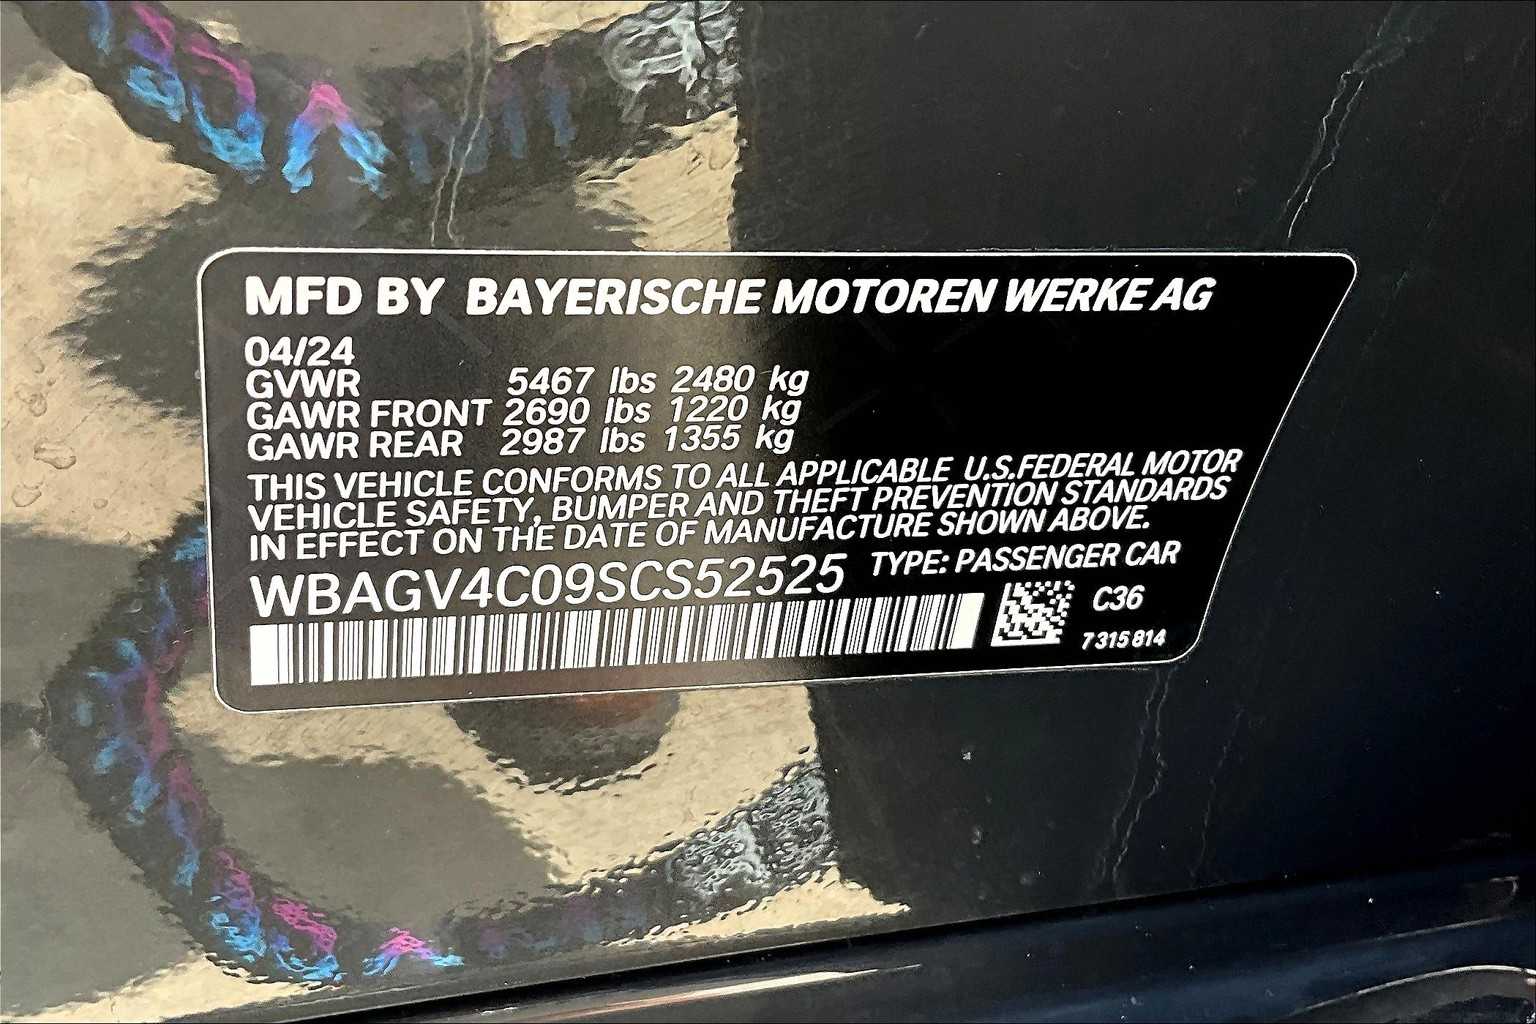 MFD BY BAYERISCHE MOTOREN WERKE AG
04/24
GVWR 5467 lbs 2480 kg
GAWR FRONT 2690 lbs 1220 kg
GAWR REAR 2987 lbs 1355 kg
THIS VEHICLE CONFORMS TO ALL APPLICABLE U.S.FEDERAL MOTOR
VEHICLE SAFETY, BUMPER AND THEFT PREVENTION STANDARDS
IN EFFECT ON THE DATE OF MANUFACTURE SHOWN ABOVE.
WBAGV4C09SCS52525 TYPE: PASSENGER CAR
C36
7 315 814